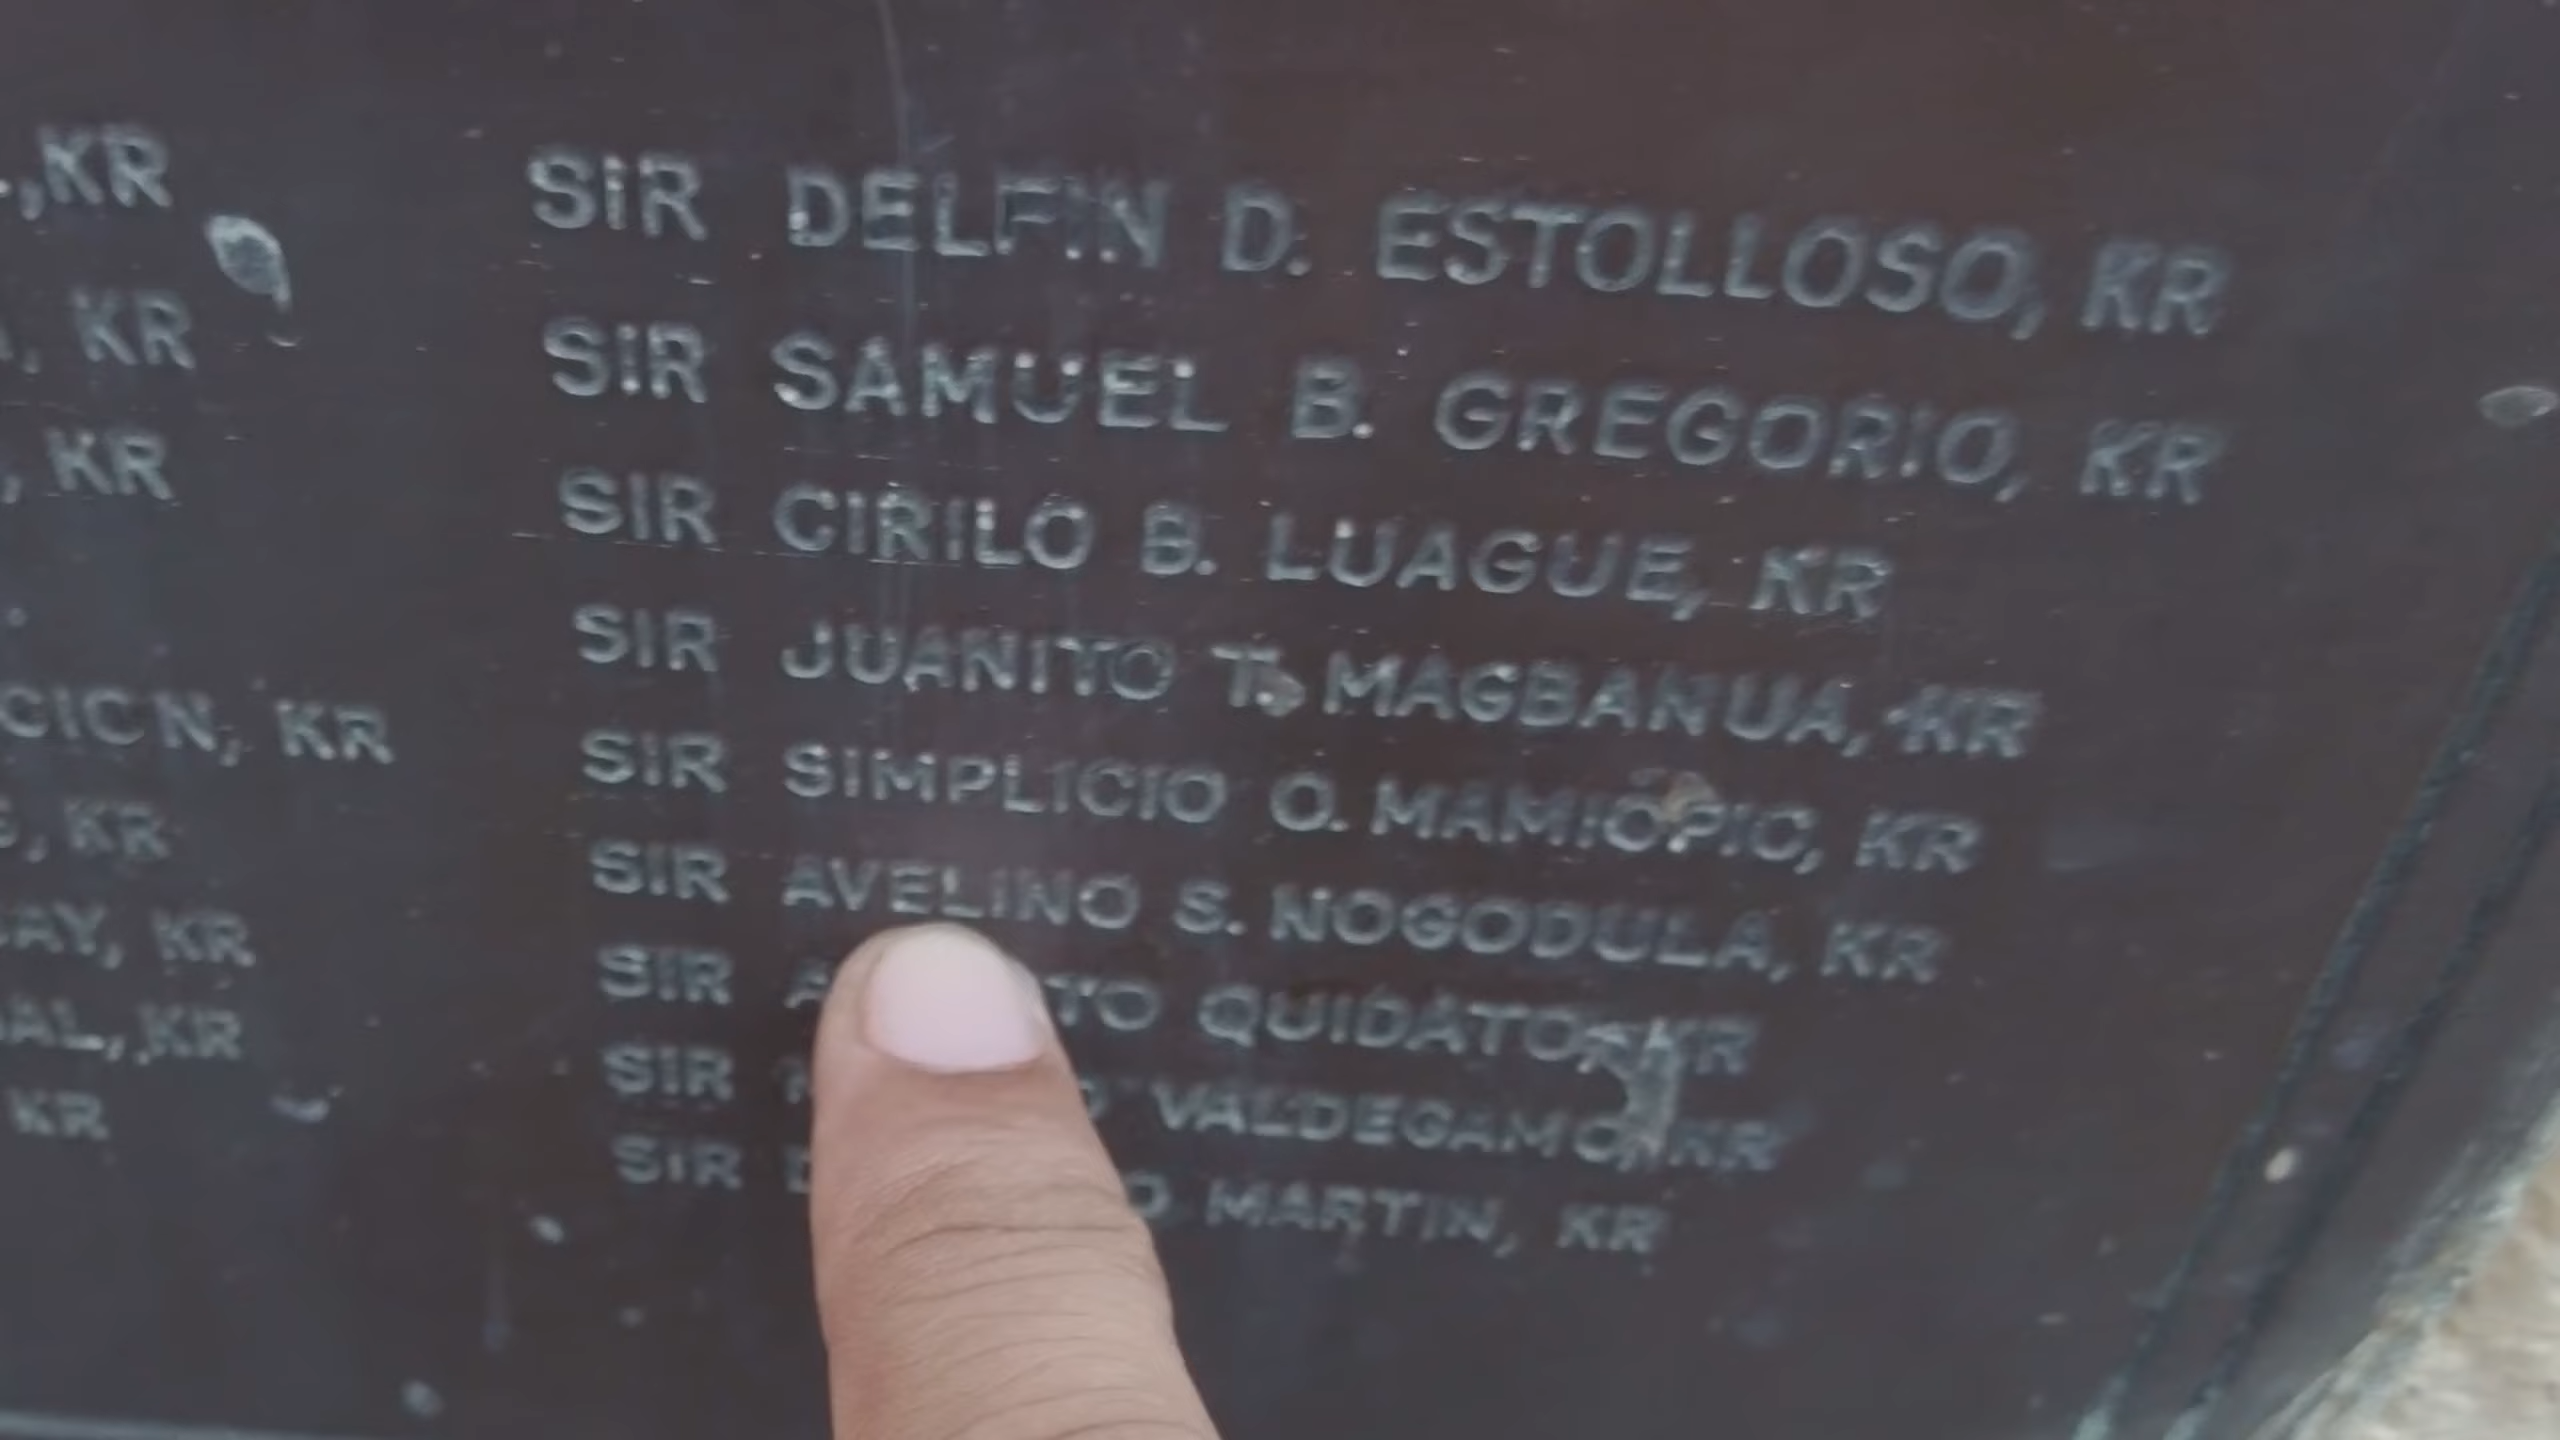 KR
KR
KR
CICN, KR
KR
KR
KR
KR
SIR DELFIN D. ESTOLLOSO, KR
SIR SAMUEL B. GREGORIO, KR
SIR CIRILO B. LUAGUE, KR
SIR JUANITO T. MAGBANUA, KR
SIR SIMPLICIO O. MAMIOPIC, KR
SIR AVELINO S. NOGODULA, KR
SIR QUIDATO, KR
SIR VALDEGAMO, KR
SIR MARTIN, KR